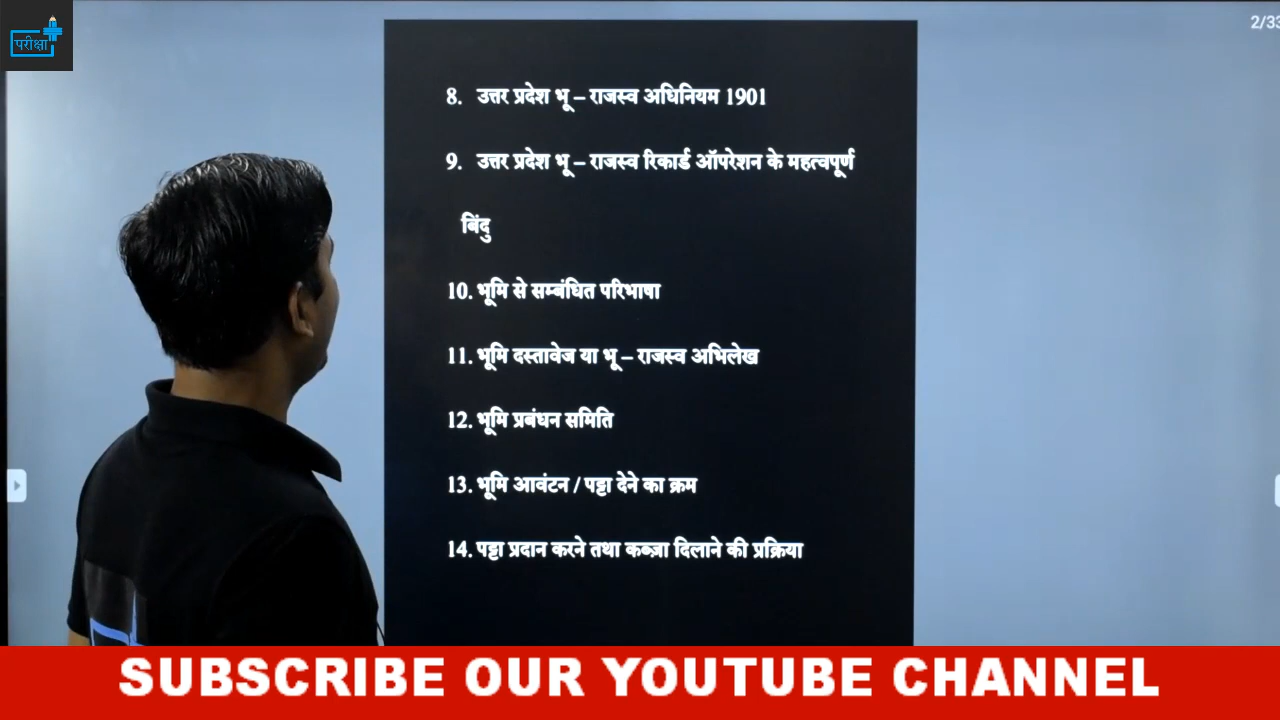 परीक्षा
2/33
8. उत्तर प्रदेश भू – राजस्व अधिनियम 1901
9. उत्तर प्रदेश भू – राजस्व रिकार्ड ऑपरेशन के महत्वपूर्ण
बिंदु
10. भूमि से सम्बंधित परिभाषा
11. भूमि दस्तावेज या भू – राजस्व अभिलेख
12. भूमि प्रबंधन समिति
13. भूमि आवंटन / पट्टा देने का क्रम
14. पट्टा प्रदान करने तथा कब्ज़ा दिलाने की प्रक्रिया
SUBSCRIBE OUR YOUTUBE CHANNEL